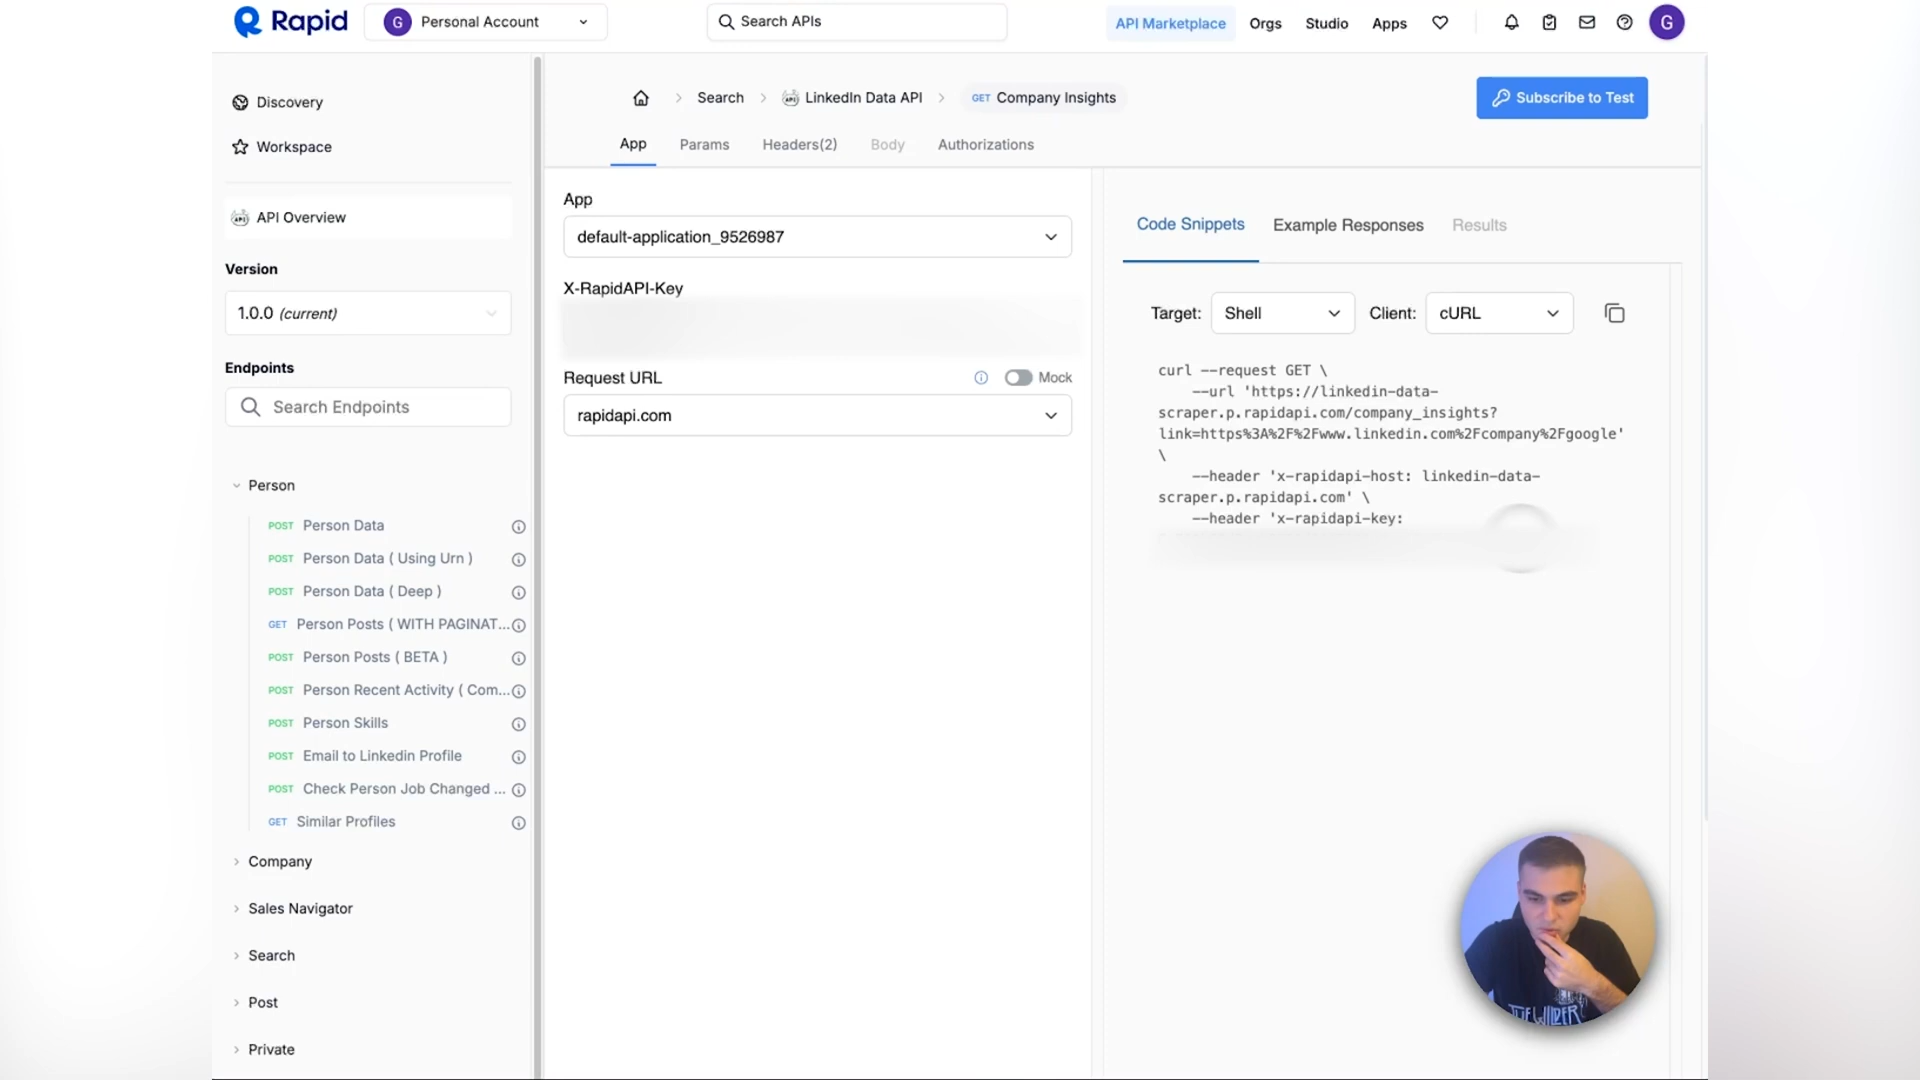 Rapid
G Personal Account
Search APIs
API Marketplace Orgs Studio Apps
G
Discovery
Workspace
API Overview
Version
1.0.0 (current)
Endpoints
Search Endpoints
Person
POST Person Data
POST Person Data ( Using Urn )
POST Person Data ( Deep )
GET Person Posts ( WITH PAGINAT...
POST Person Posts ( BETA )
POST Person Recent Activity ( Com...
POST Person Skills
POST Email to Linkedin Profile
POST Check Person Job Changed ...
GET Similar Profiles
Company
Sales Navigator
Search
Post
Private
Search LinkedIn Data API GET Company Insights
Subscribe to Test
App Params Headers(2) Body Authorizations
App
default-application_9526987
X-RapidAPI-Key
Request URL
Mock
rapidapi.com
Code Snippets Example Responses Results
Target: Shell Client: cURL
curl --request GET \
--url 'https://linkedin-data-
scraper.p.rapidapi.com/company_insights?
link=https%3A%2F%2Fwww.linkedin.com%2Fcompany%2Fgoogle'
\
--header 'x-rapidapi-host: linkedin-data-
scraper.p.rapidapi.com' \
--header 'x-rapidapi-key: